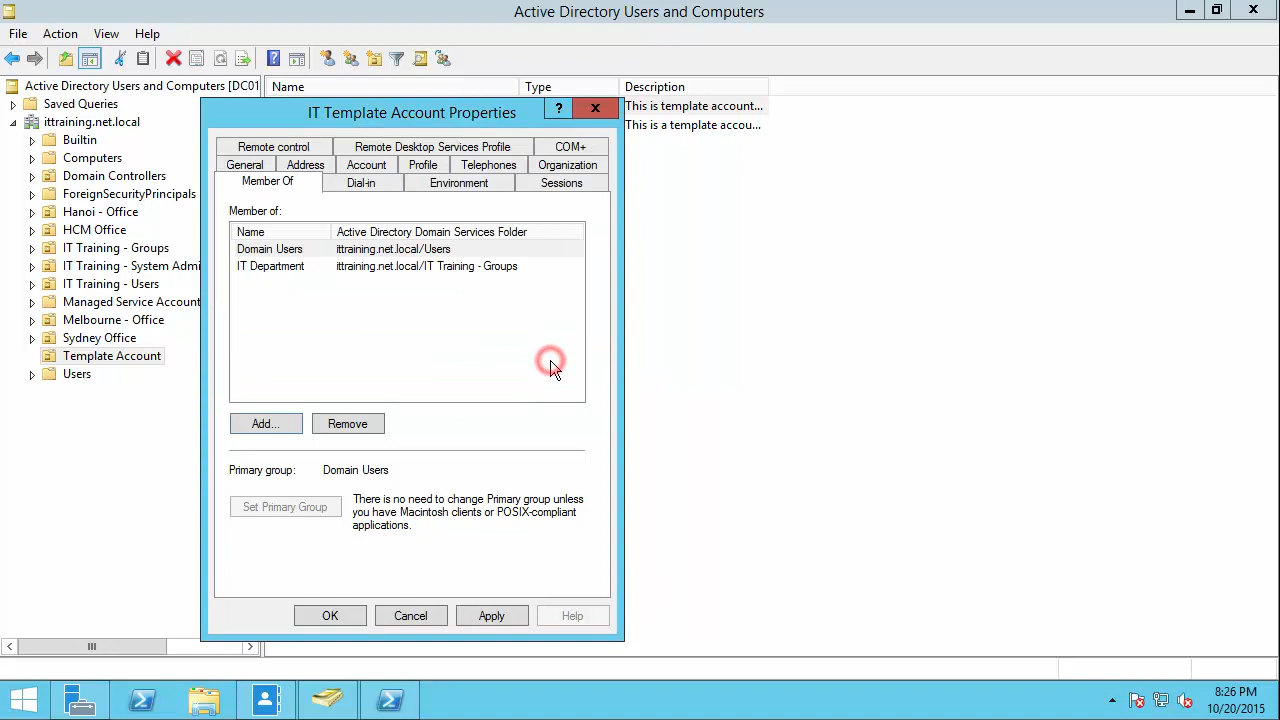 Active Directory Users and Computers
File Action View Help
Active Directory Users and Computers [DC01
Saved Queries
ittraining.net.local
Builtin
Computers
Domain Controllers
ForeignSecurityPrincipals
Hanoi - Office
HCM Office
IT Training - Groups
IT Training - System Admi
IT Training - Users
Managed Service Account
Melbourne - Office
Sydney Office
Template Account
Users
Name Type Description
This is template account...
This is a template accou...
IT Template Account Properties
?
Remote control Remote Desktop Services Profile COM+
General Address Account Profile Telephones Organization
Member Of Dial-in Environment Sessions
Member of:
Name Active Directory Domain Services Folder
Domain Users ittraining.net.local/Users
IT Department ittraining.net.local/IT Training - Groups
Add... Remove
Primary group: Domain Users
Set Primary Group
There is no need to change Primary group unless
you have Macintosh clients or POSIX-compliant
applications.
OK Cancel Apply Help
8:26 PM
10/20/2015